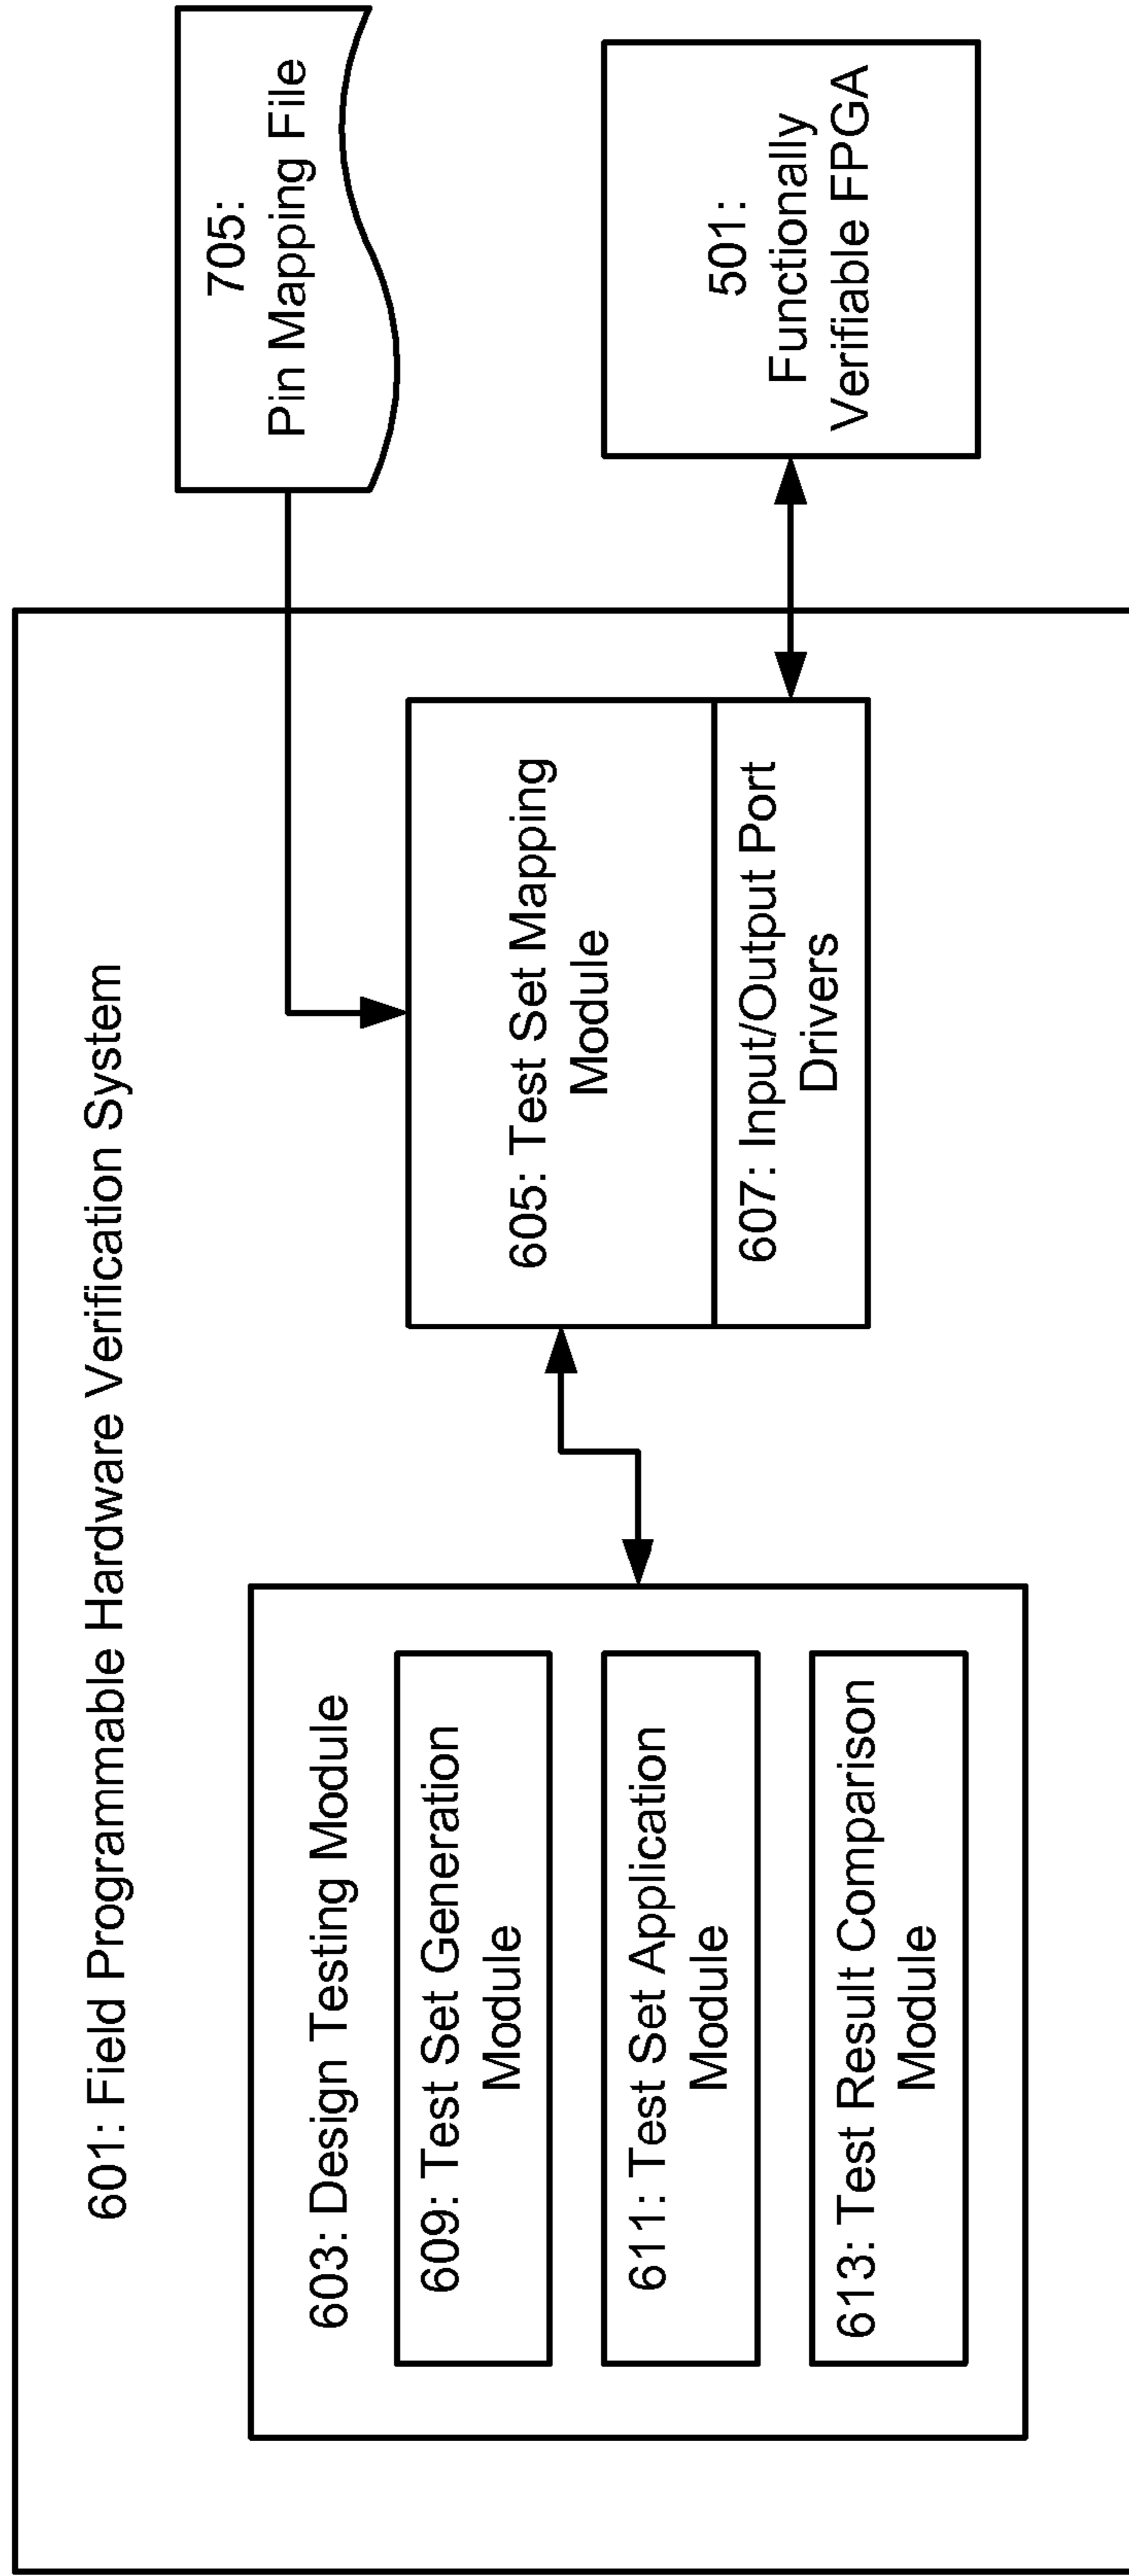 601: Field Programmable Hardware Verification System
603: Design Testing Module
609: Test Set Generation
Module
611: Test Set Application
Module
613: Test Result Comparison
Module
605: Test Set Mapping
Module
607: Input/Output Port
Drivers
705:
Pin Mapping File
501:
Functionally
Verifiable FPGA